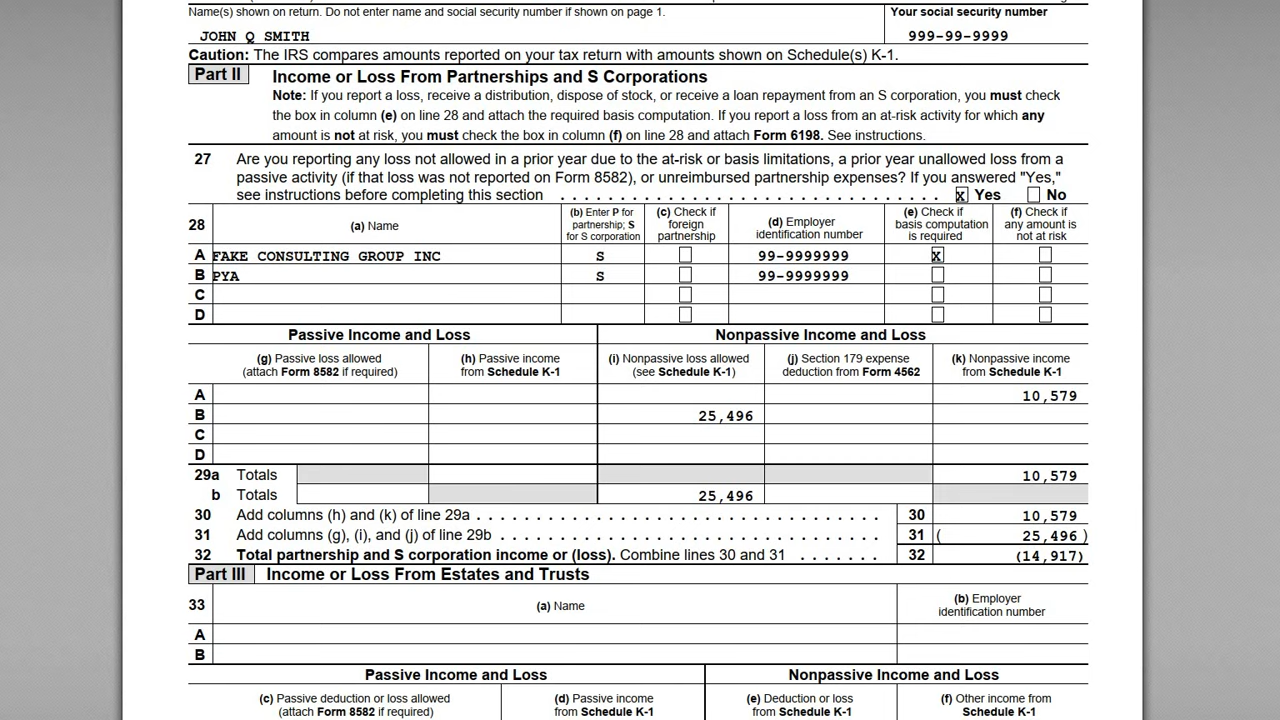 Name(s) shown on return. Do not enter name and social security number if shown on page 1.
Your social security number
JOHN Q SMITH
999-99-9999
Caution: The IRS compares amounts reported on your tax return with amounts shown on Schedule(s) K-1.
Part II Income or Loss From Partnerships and S Corporations
Note: If you report a loss, receive a distribution, dispose of stock, or receive a loan repayment from an S corporation, you must check
the box in column (e) on line 28 and attach the required basis computation. If you report a loss from an at-risk activity for which any
amount is not at risk, you must check the box in column (f) on line 28 and attach Form 6198. See instructions.
27 Are you reporting any loss not allowed in a prior year due to the at-risk or basis limitations, a prior year unallowed loss from a
passive activity (if that loss was not reported on Form 8582), or unreimbursed partnership expenses? If you answered "Yes,"
see instructions before completing this section . . . . . . . . . . . . . . . . . . . . . . . . . . . . X Yes No
28 (a) Name
(b) Enter P for
partnership; S
for S corporation
(c) Check if
foreign
partnership
(d) Employer
identification number
(e) Check if
basis computation
is required
(f) Check if
any amount is
not at risk
A FAKE CONSULTING GROUP INC S 99-9999999 X
B PYA S 99-9999999
C
D
Passive Income and Loss Nonpassive Income and Loss
(g) Passive loss allowed
(attach Form 8582 if required)
(h) Passive income
from Schedule K-1
(i) Nonpassive loss allowed
(see Schedule K-1)
(j) Section 179 expense
deduction from Form 4562
(k) Nonpassive income
from Schedule K-1
A 10,579
B 25,496
C
D
29a Totals 10,579
b Totals 25,496
30 Add columns (h) and (k) of line 29a . . . . . . . . . . . . . . . . . . . . . . . . . . . . . . 30 10,579
31 Add columns (g), (i), and (j) of line 29b . . . . . . . . . . . . . . . . . . . . . . . . . . . . . 31 ( 25,496 )
32 Total partnership and S corporation income or (loss). Combine lines 30 and 31 . . . . . . . 32 (14,917)
Part III Income or Loss From Estates and Trusts
33 (a) Name
(b) Employer
identification number
A
B
Passive Income and Loss Nonpassive Income and Loss
(c) Passive deduction or loss allowed
(attach Form 8582 if required)
(d) Passive income
from Schedule K-1
(e) Deduction or loss
from Schedule K-1
(f) Other income from
Schedule K-1